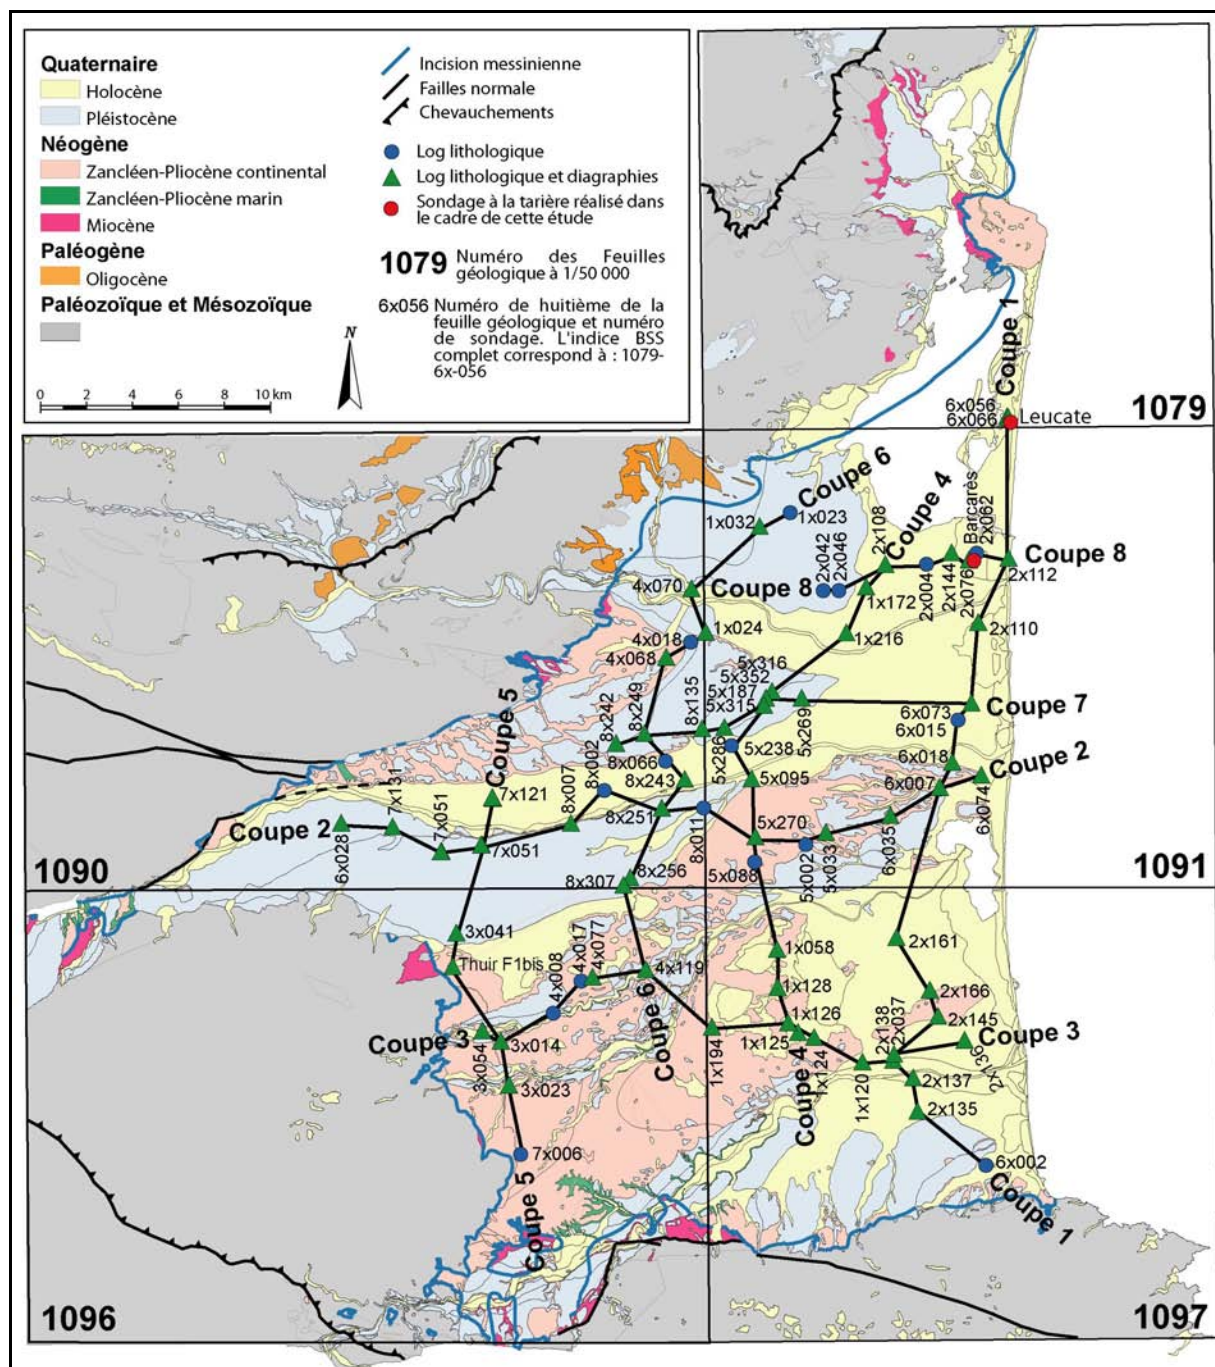 Quaternaire
Holocène
Pléistocène
Néogène
Zancléen-Pliocène continental
Zancléen-Pliocène marin
Miocène
Paléogène
Oligocène
Paléozoïque et Mésozoïque
N
0 2 4 6 8 10 km
Incision messinienne
Failles normale
Chevauchements
Log lithologique
Log lithologique et diagraphies
Sondage à la tarière réalisé dans
le cadre de cette étude
1079 Numéro des Feuilles
géologique à 1/50 000
6x056 Numéro de huitième de la
feuille géologique et numéro
de sondage. L'indice BSS
complet correspond à : 1079-
6x-056
Coupe 1
6x056
6x066
Leucate
1079
Coupe 6
1x032
1x023
Coupe 4
2x108
2x042
2x046
2x004
2x144
2x076
Barcarès
2x062
Coupe 8
2x112
4x070
Coupe 8
1x172
1x024
1x216
2x110
4x018
4x068
5x316
5x352
5x187
5x315
8x135
8x249
8x242
5x269
5x286
5x238
6x073
6x015
Coupe 7
Coupe 5
8x002
8x066
8x243
5x095
6x018
Coupe 2
6x007
6x074
7x131
7x051
7x121
8x007
8x251
8x011
5x270
6x035
Coupe 2
6x028
7x051
5x002
5x033
5x088
1090
8x256
8x307
1091
3x041
Thuir F1bis
4x017
4x077
4x008
4x119
1x058
2x161
1x128
2x166
Coupe 3
3x054
3x014
Coupe 6
1x194
1x126
1x125
Coupe 4
1x124
1x120
2x138
2x037
2x145
Coupe 3
2x136
3x023
2x137
2x135
7x006
Coupe 5
6x002
Coupe 1
1096
1097